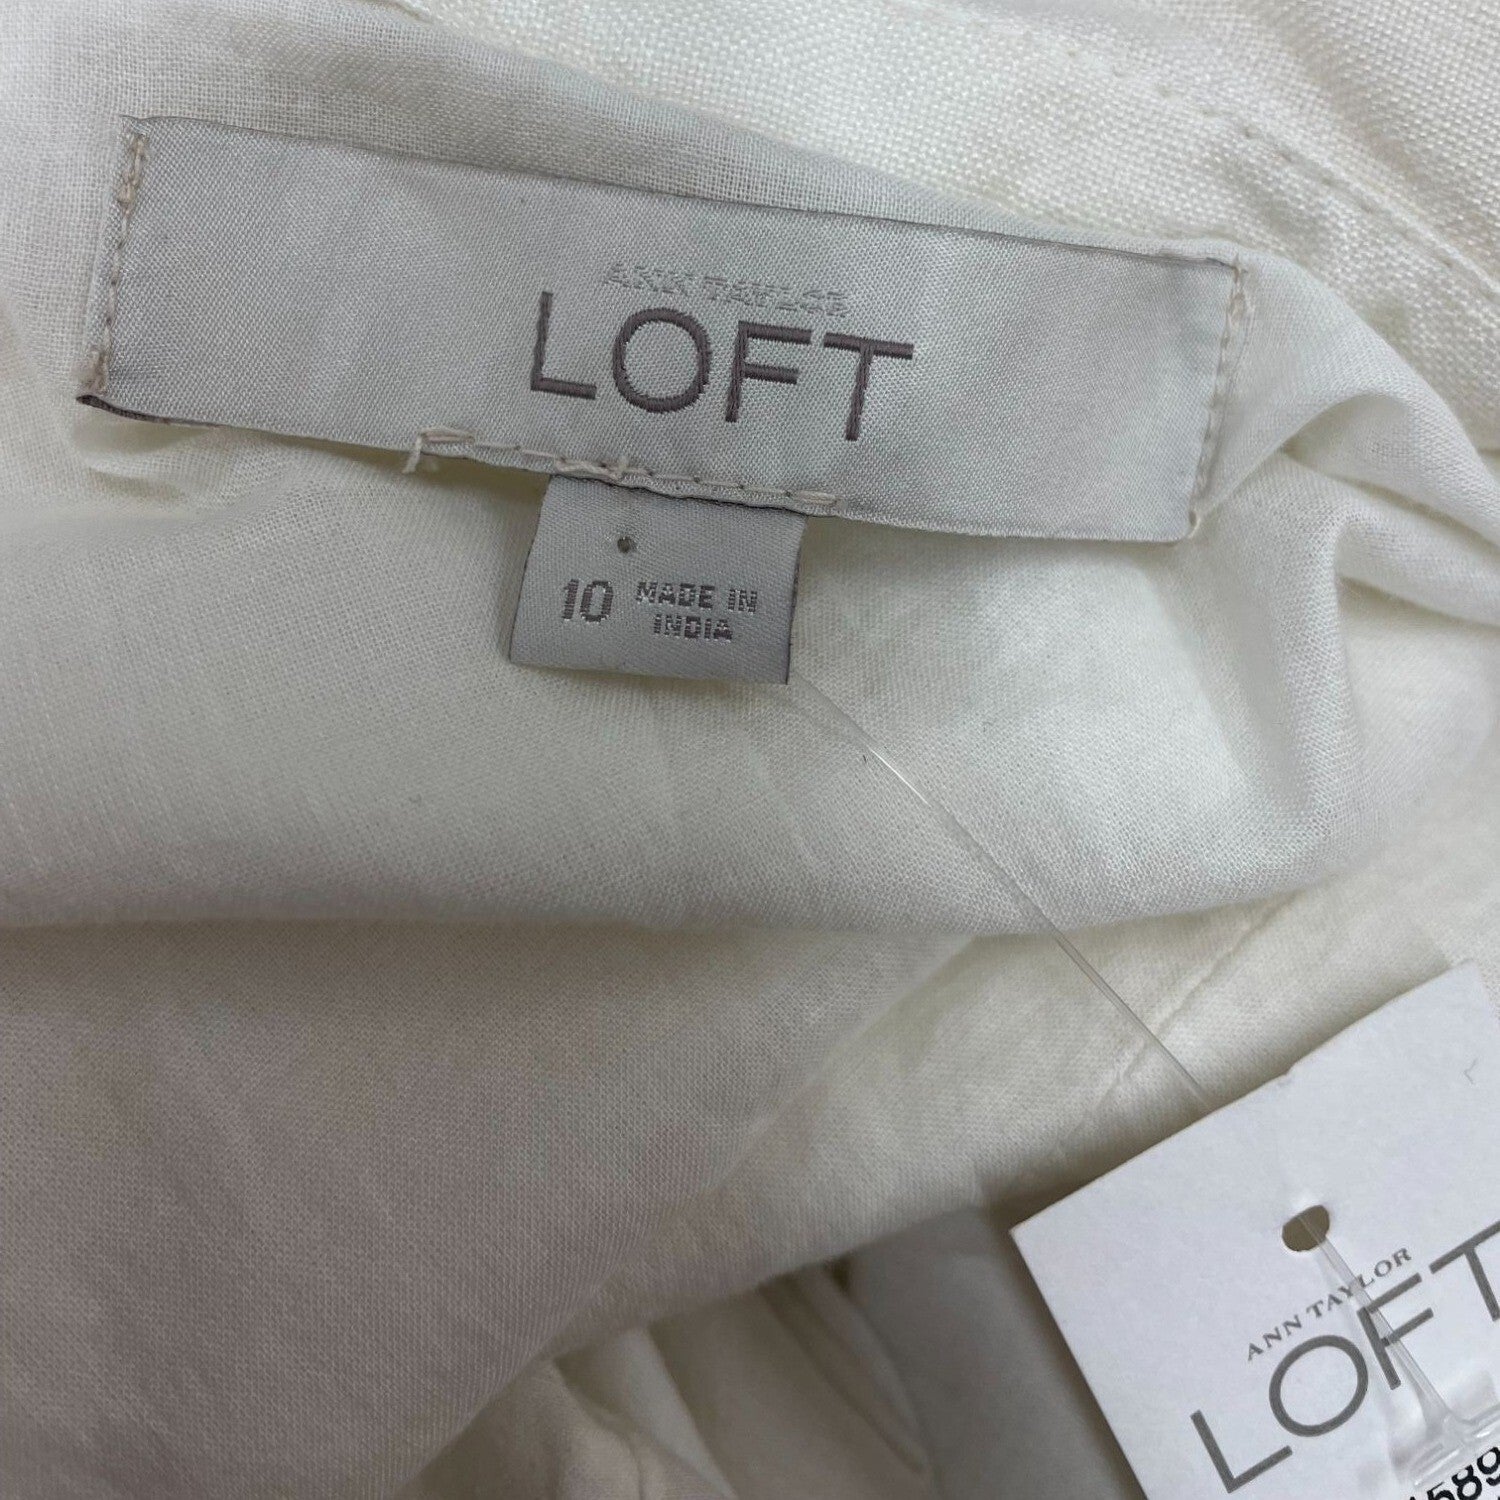 ANN TAYLOR
LOFT
10 MADE IN
INDIA
ANN TAYLOR
LOFT